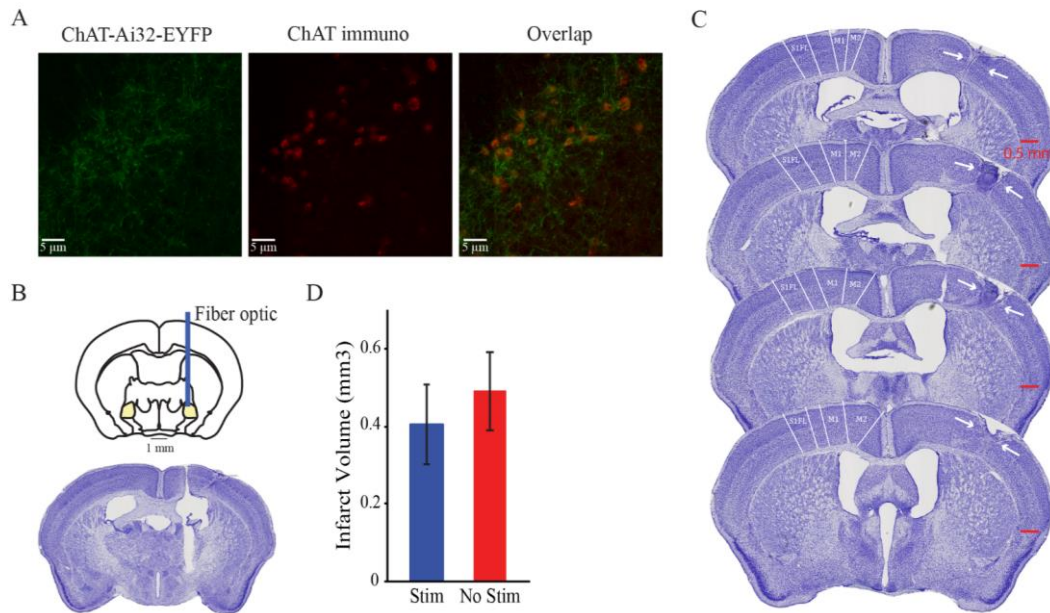 A
ChAT-Ai32-EYFP
ChAT immuno
Overlap
5 µm
5 µm
5 µm
B
Fiber optic
1 mm
D
Infarct Volume (mm3)
0.6
0.4
0.2
0
Stim
No Stim
C
S1FL M1 M2
0.5 mm
S1FL M1 M2
S1FL M1 M2
S1FL M1 M2